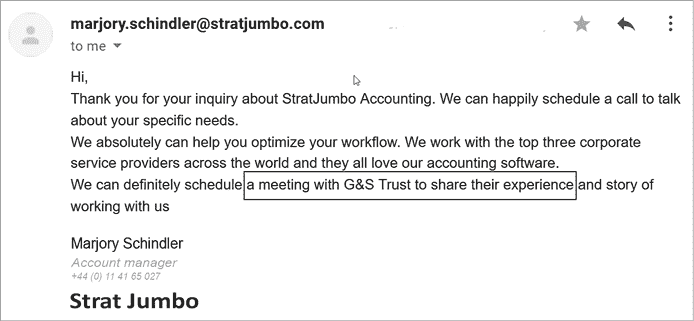 marjory.schindler@stratjumbo.com
to me
Hi,
Thank you for your inquiry about StratJumbo Accounting. We can happily schedule a call to talk
about your specific needs.
We absolutely can help you optimize your workflow. We work with the top three corporate
service providers across the world and they all love our accounting software.
We can definitely schedule a meeting with G&S Trust to share their experience and story of
working with us
Marjory Schindler
Account manager
+44 (0) 11 41 65 027
Strat Jumbo